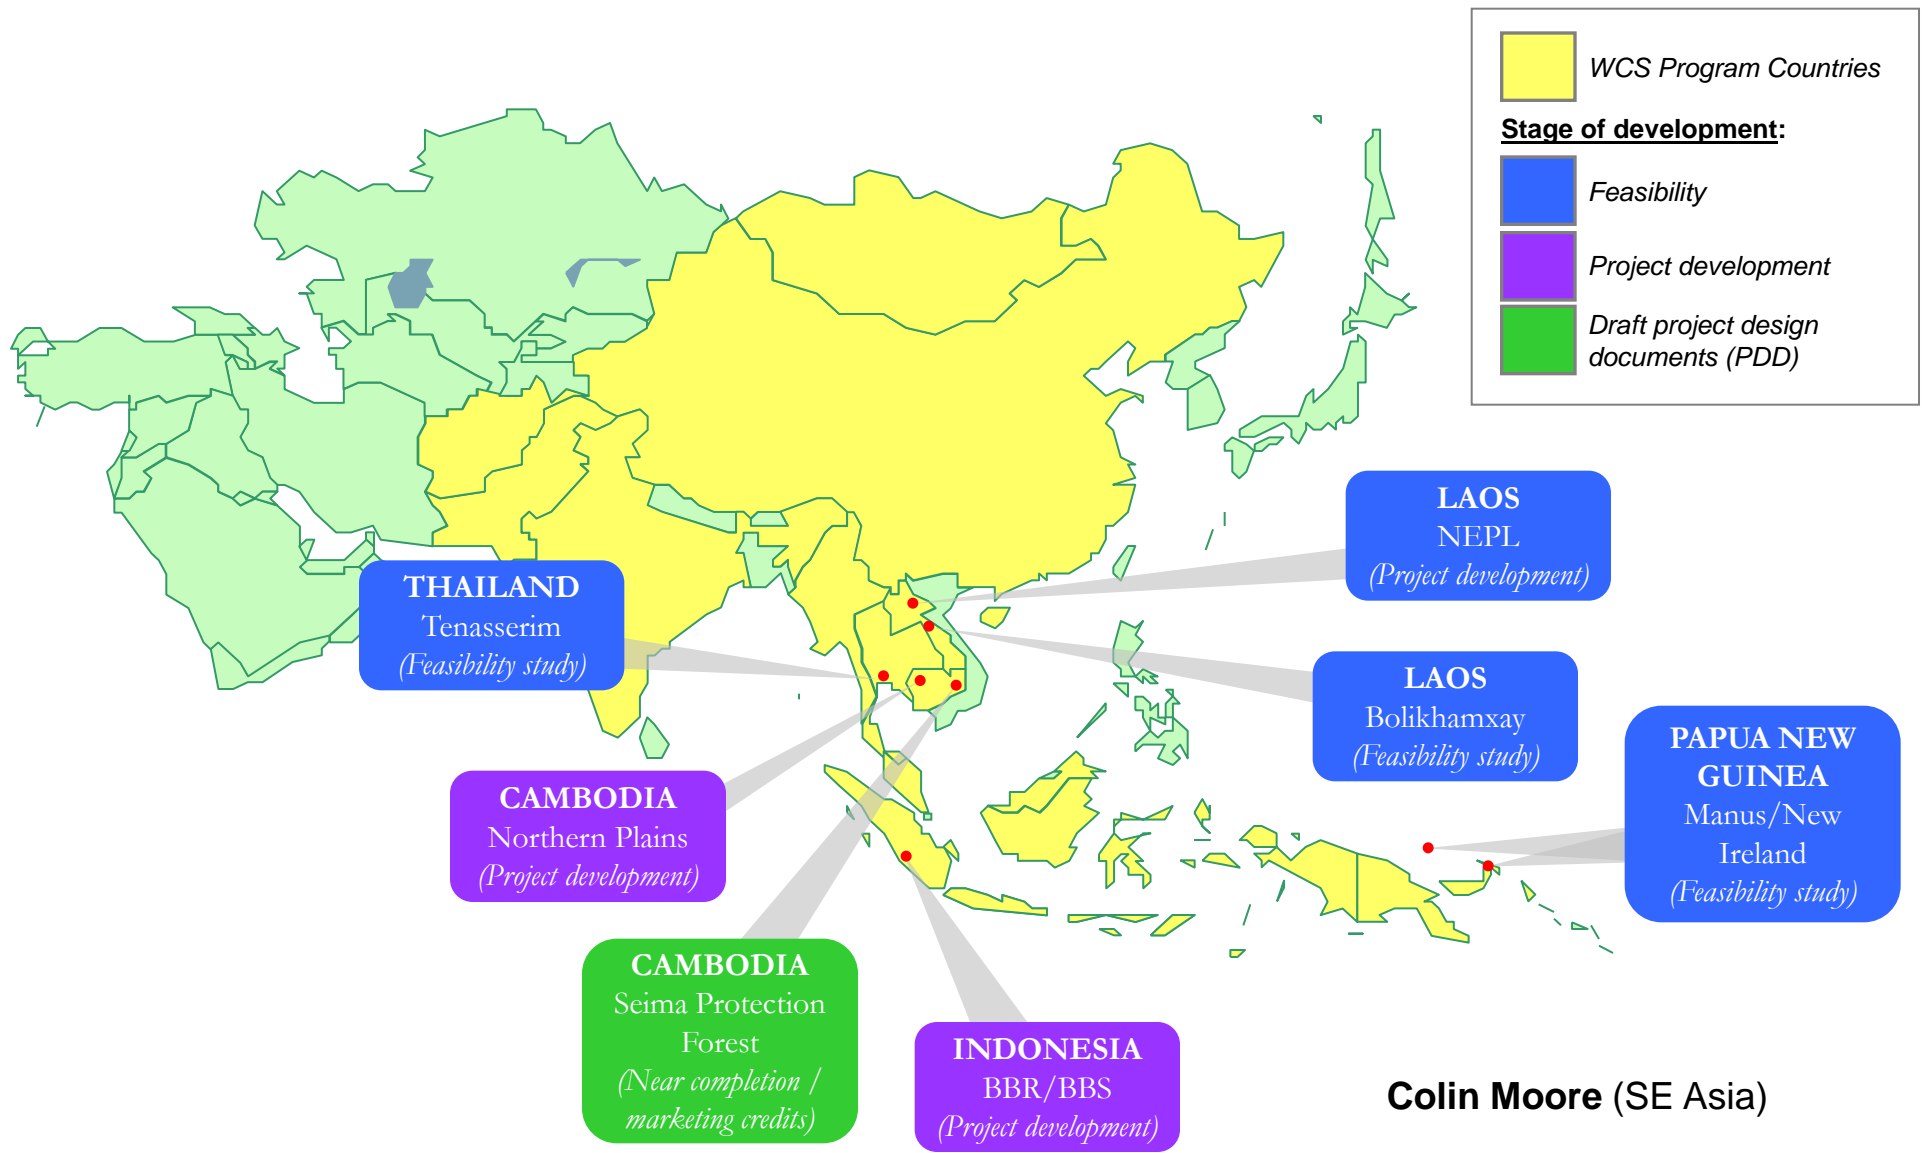 WCS Program Countries
Stage of development:
Feasibility
Project development
Draft project design
documents (PDD)
LAOS
NEPL
(Project development)
THAILAND
Tenasserim
(Feasibility study)
LAOS
Bolikhamxay
(Feasibility study)
PAPUA NEW
GUINEA
Manus/New
Ireland
(Feasibility study)
CAMBODIA
Northern Plains
(Project development)
CAMBODIA
Seima Protection
Forest
(Near completion /
marketing credits)
INDONESIA
BBR/BBS
(Project development)
Colin Moore (SE Asia)